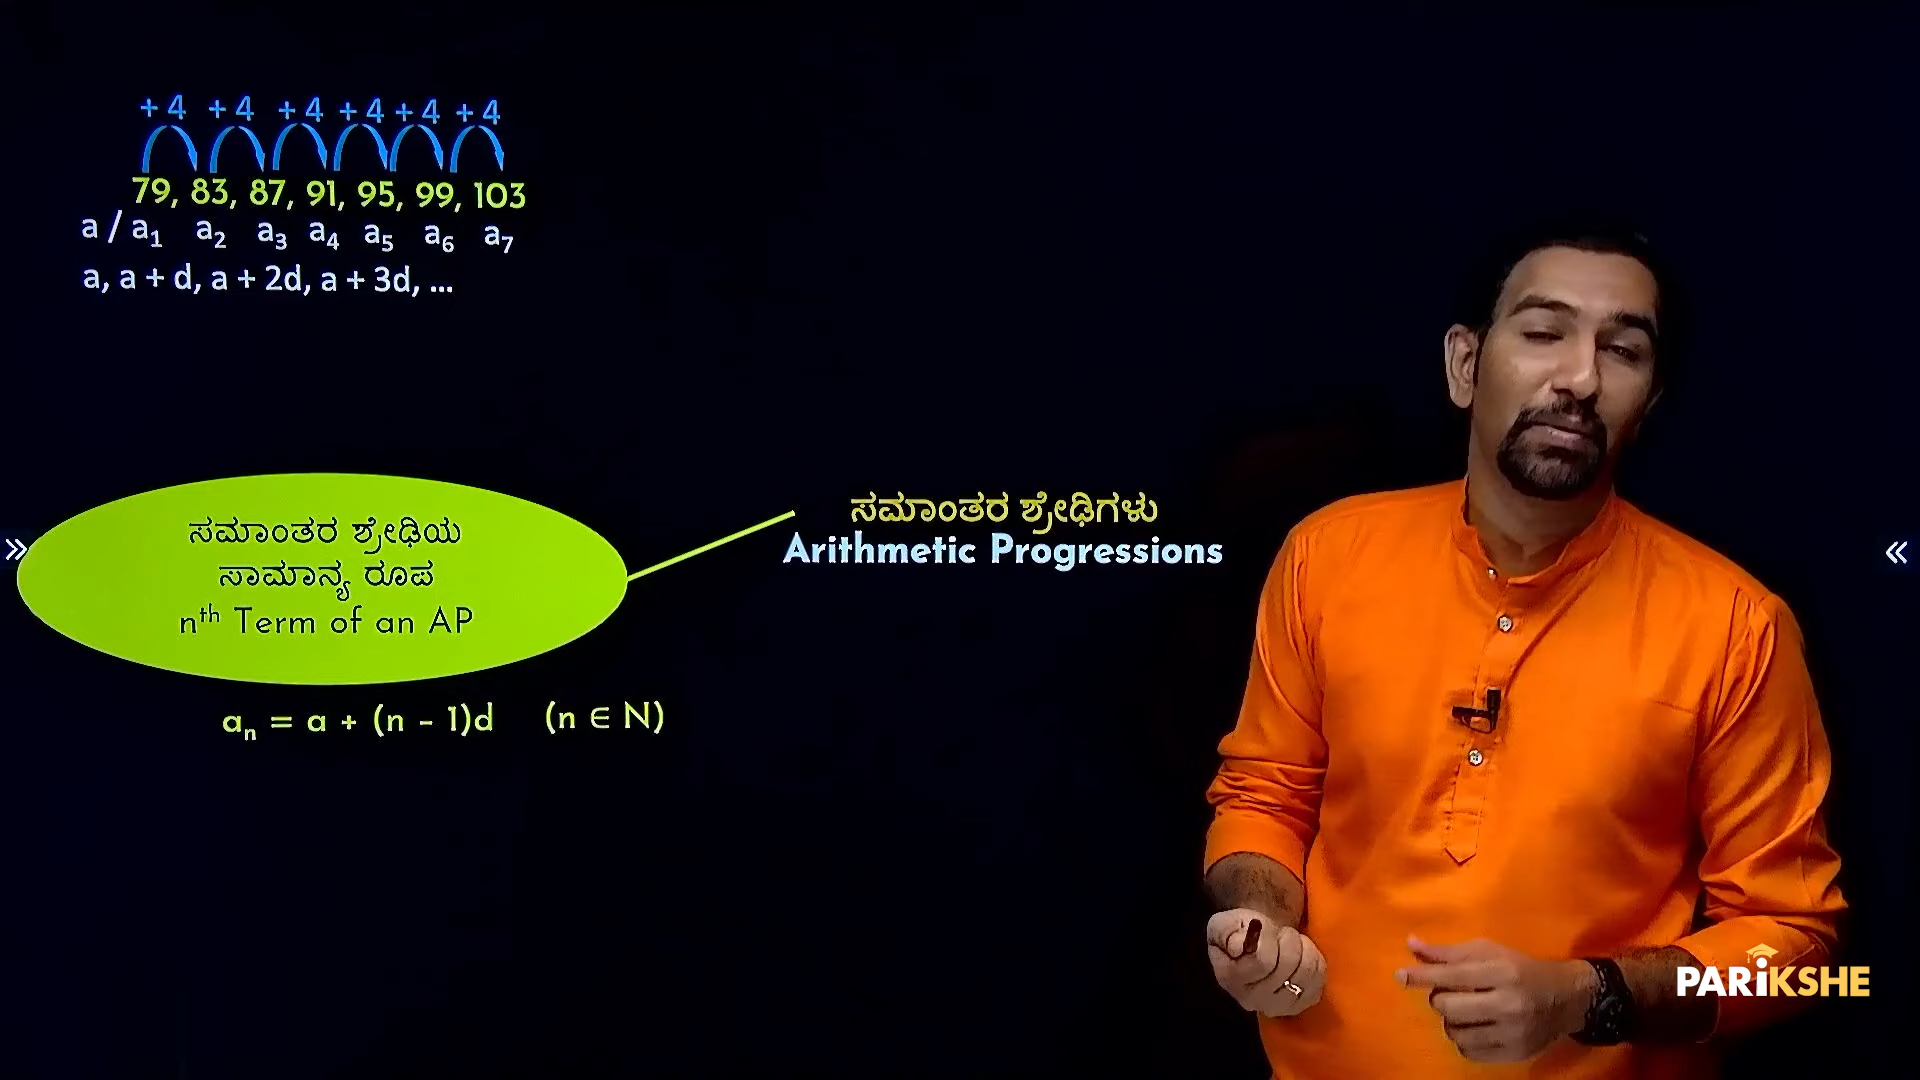 + 4 + 4 + 4 + 4 + 4 + 4
79, 83, 87, 91, 95, 99, 103
a / a₁ a₂ a₃ a₄ a₅ a₆ a₇
a, a + d, a + 2d, a + 3d, ...
ಸಮಾಂತರ ಶ್ರೇಢಿಗಳು
Arithmetic Progressions
ಸಮಾಂತರ ಶ್ರೇಢಿಯ
ಸಾಮಾನ್ಯ ರೂಪ
nᵗʰ Term of an AP
aₙ = a + (n - 1)d (n ∈ N)
PARiKSHE